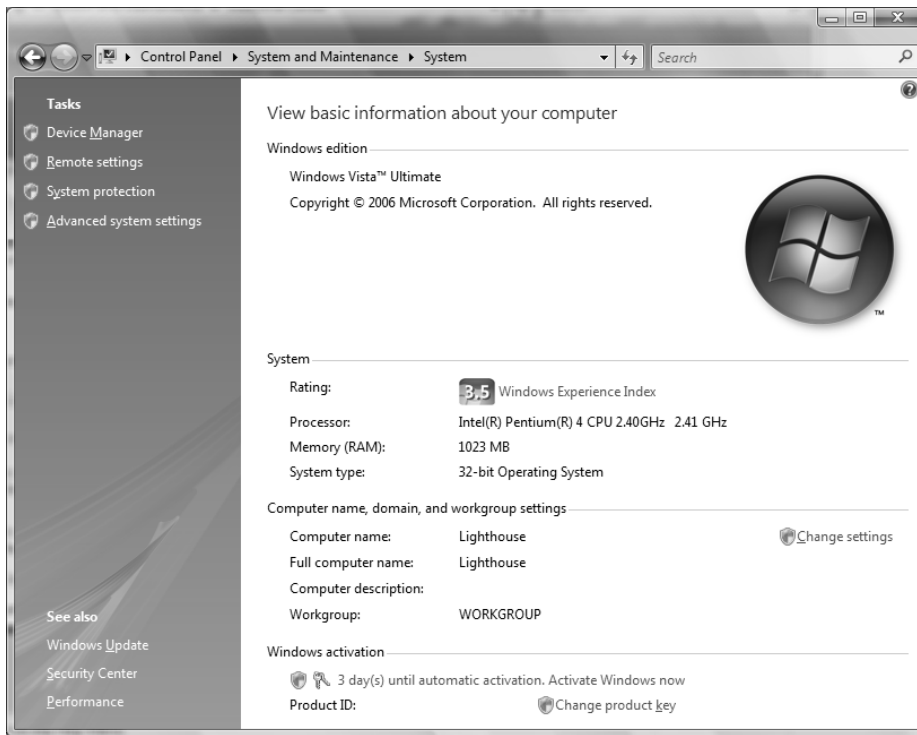 Control Panel ▸ System and Maintenance ▸ System
Search
Tasks
Device Manager
Remote settings
System protection
Advanced system settings
See also
Windows Update
Security Center
Performance
View basic information about your computer
Windows edition
Windows Vista™ Ultimate
Copyright © 2006 Microsoft Corporation. All rights reserved.
TM
System
Rating: 3,5 Windows Experience Index
Processor: Intel(R) Pentium(R) 4 CPU 2.40GHz 2.41 GHz
Memory (RAM): 1023 MB
System type: 32-bit Operating System
Computer name, domain, and workgroup settings
Computer name: Lighthouse Change settings
Full computer name: Lighthouse
Computer description:
Workgroup: WORKGROUP
Windows activation
3 day(s) until automatic activation. Activate Windows now
Product ID: Change product key